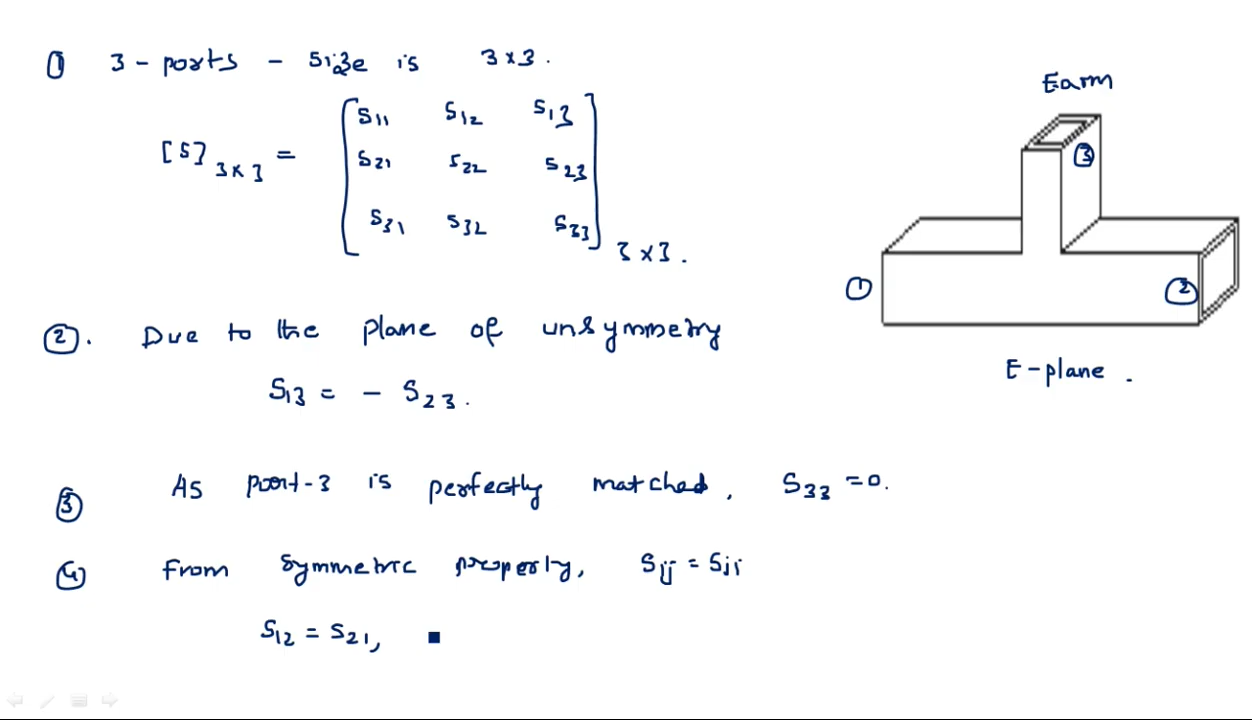 ① 3 - ports - size is 3 x 3 .
[S] 3x3 = [ S11 S12 S13
S21 S22 S23
S31 S32 S33 ] 3 x 3 .
②. Due to the plane of unsymmetry
S13 = - S23 .
③ As port-3 is perfectly matched, S33 = 0.
④ From symmetric property, Sij = Sji
S12 = S21,
Earm
③
①
②
E-plane .